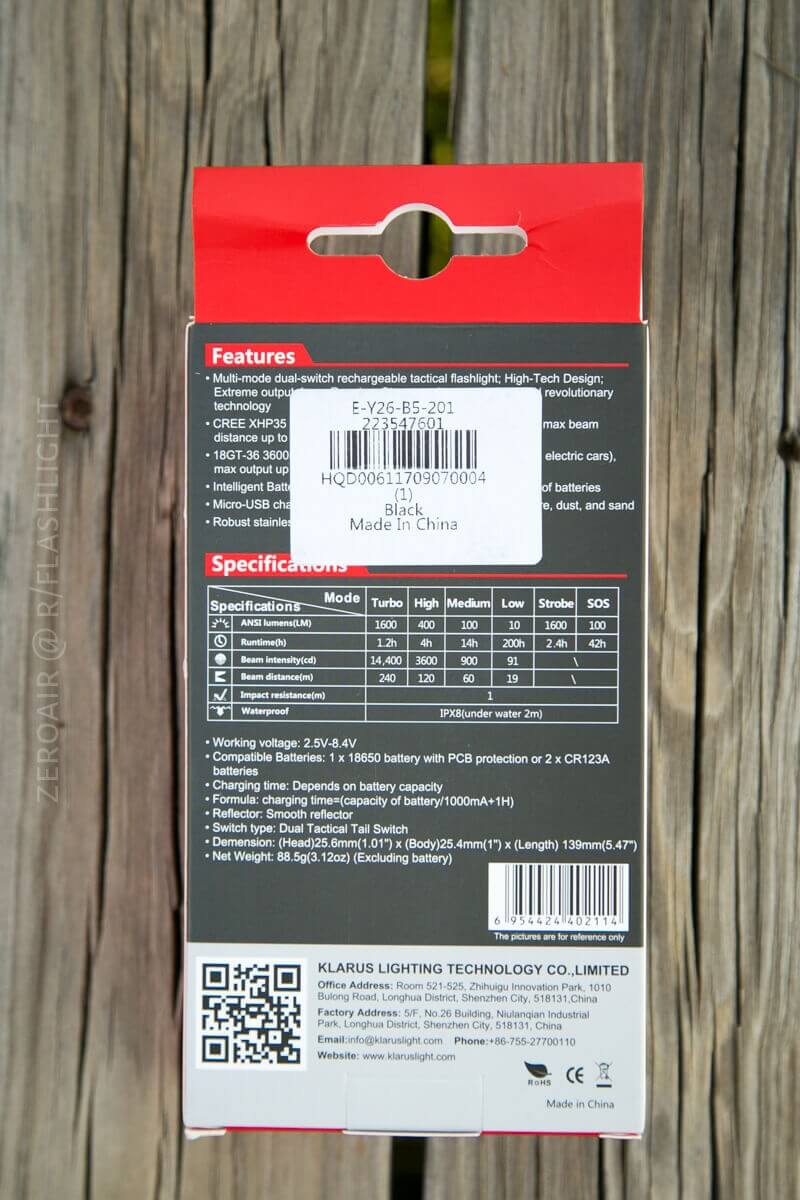 Features
• Multi-mode dual-switch rechargeable tactical flashlight; High-Tech Design;
Extreme output revolutionary
technology
• CREE XHP35 max beam
distance up to
• 18GT-36 3600 electric cars),
max output up
• Intelligent of batteries
• Micro-USB dust, and sand
• Robust
E-Y26-B5-201
223547601
HQD00611709070004
(1)
Black
Made In China
Specifications
Mode Turbo High Medium Low Strobe SOS
Specifications
ANSI lumens(LM) 1600 400 100 10 1600 100
Runtime(h) 1.2h 4h 14h 200h 2.4h 42h
Beam intensity(cd) 14,400 3600 900 91 \
Beam distance(m) 240 120 60 19 \
Impact resistance(m) 1
Waterproof IPX8(under water 2m)
• Working voltage: 2.5V-8.4V
• Compatible Batteries: 1 x 18650 battery with PCB protection or 2 x CR123A
batteries
• Charging time: Depends on battery capacity
• Formula: charging time=(capacity of battery/1000mA+1H)
• Reflector: Smooth reflector
• Switch type: Dual Tactical Tail Switch
• Demension: (Head)25.6mm(1.01") x (Body)25.4mm(1") x (Length) 139mm(5.47")
• Net Weight: 88.5g(3.12oz) (Excluding battery)
6 954424 402114
The pictures are for reference only
KLARUS LIGHTING TECHNOLOGY CO.,LIMITED
Office Address: Room 521-525, Zhihuigu Innovation Park, 1010
Bulong Road, Longhua District, Shenzhen City, 518131,China
Factory Address: 5/F, No.26 Building, Niulanqian Industrial
Park, Longhua District, Shenzhen City, 518131, China
Email:info@klaruslight.com Phone:+86-755-27700110
Website: www.klaruslight.com
RoHS CE
Made in China
ZEROAIR @ R/FLASHLIGHT